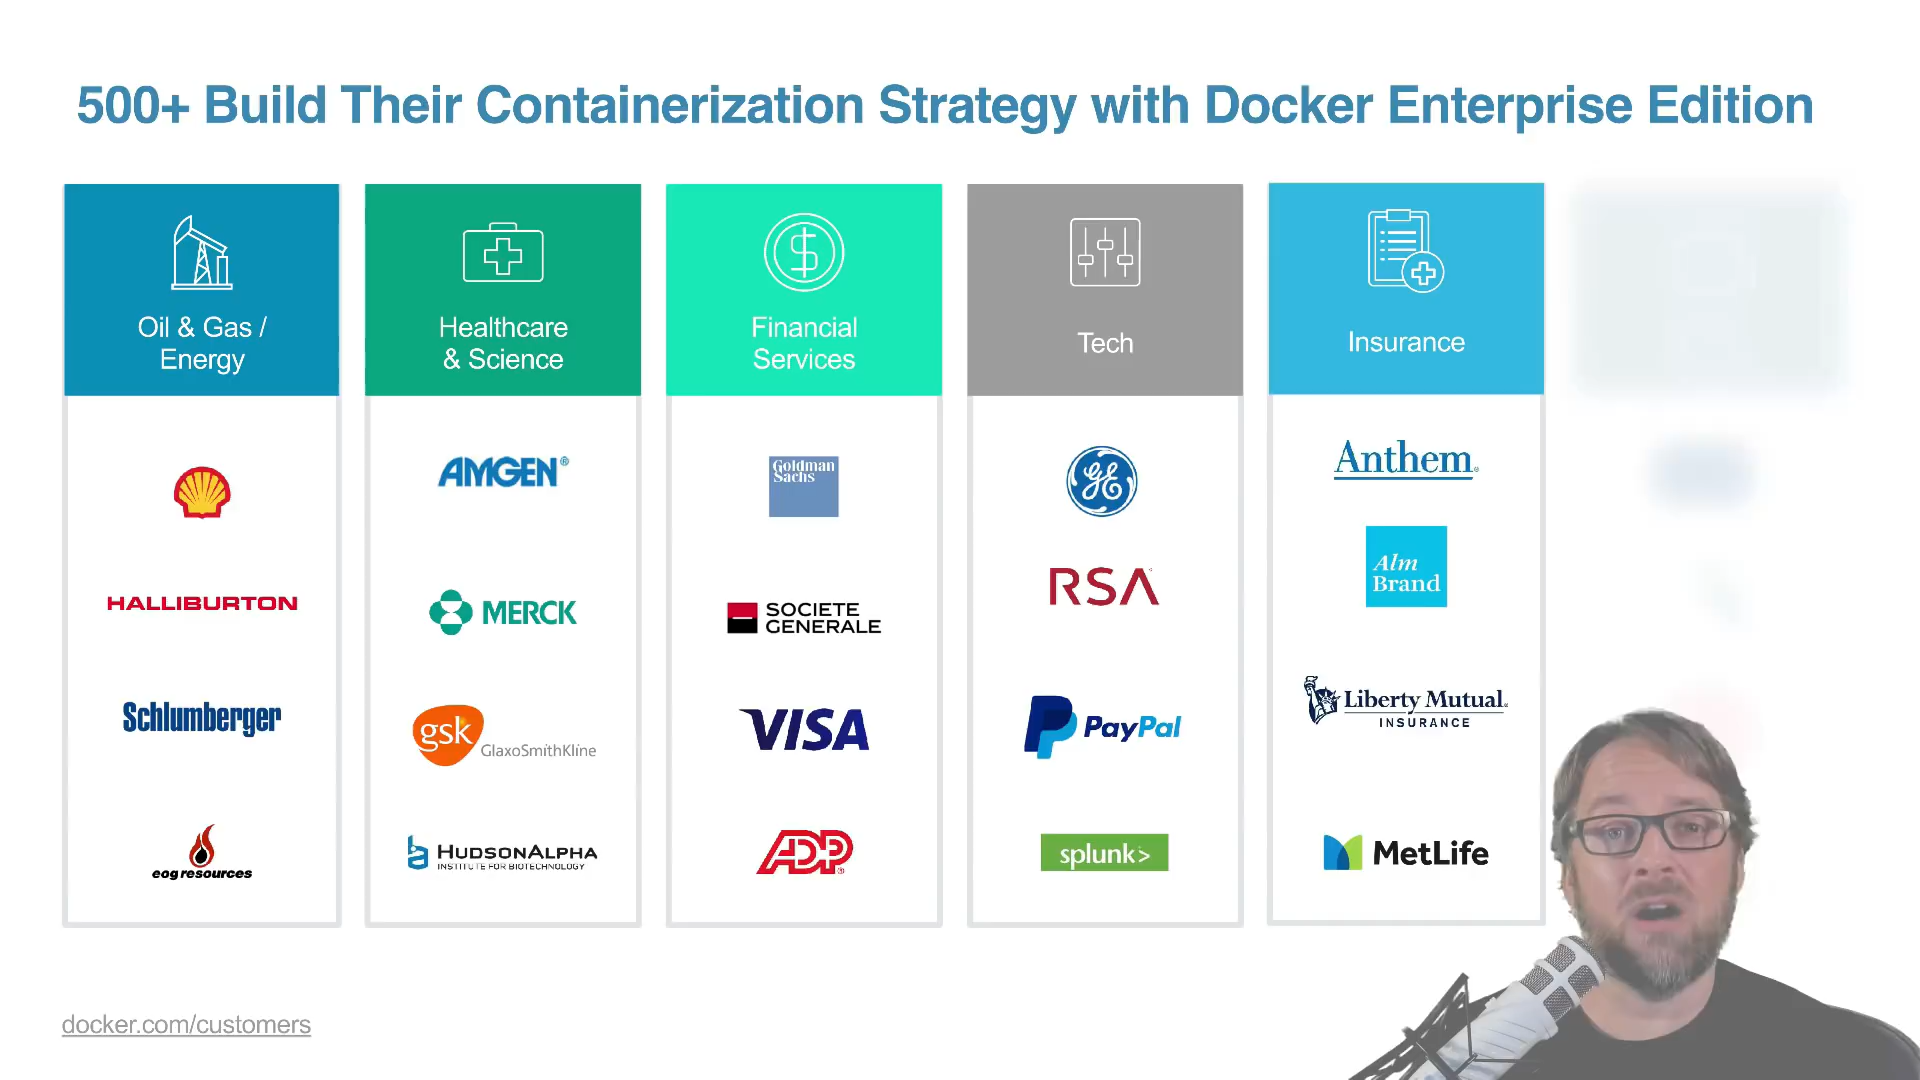 500+ Build Their Containerization Strategy with Docker Enterprise Edition
Oil & Gas /
Energy
HALLIBURTON
Schlumberger
eog resources
Healthcare
& Science
AMGEN®
MERCK
gsk
GlaxoSmithKline
HUDSONALPHA
INSTITUTE FOR BIOTECHNOLOGY
Financial
Services
Goldman
Sachs
SOCIETE
GENERALE
VISA
ADP®
Tech
GE
RSA
PayPal
splunk>
Insurance
Anthem®
Alm
Brand
Liberty Mutual®
INSURANCE
MetLife
docker.com/customers